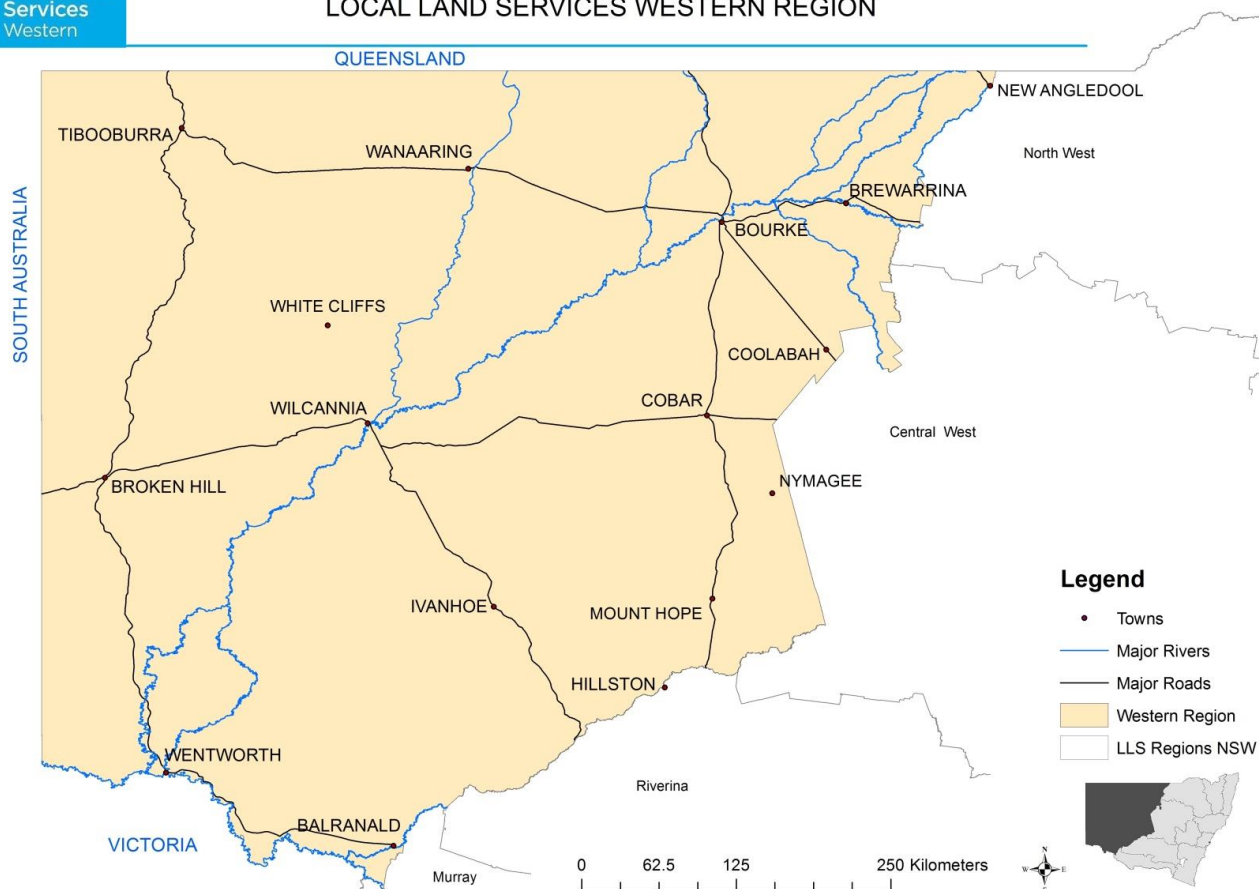 Services
Western
LOCAL LAND SERVICES WESTERN REGION
QUEENSLAND
NEW ANGLEDOOL
TIBOOBURRA
WANAARING
North West
SOUTH AUSTRALIA
BREWARRINA
BOURKE
WHITE CLIFFS
COOLABAH
COBAR
WILCANNIA
Central West
NYMAGEE
BROKEN HILL
Legend
IVANHOE
MOUNT HOPE
Towns
Major Rivers
HILLSTON
Major Roads
Western Region
LLS Regions NSW
WENTWORTH
Riverina
BALRANALD
VICTORIA
0 62.5 125 250 Kilometers
Murray
N
W E
S